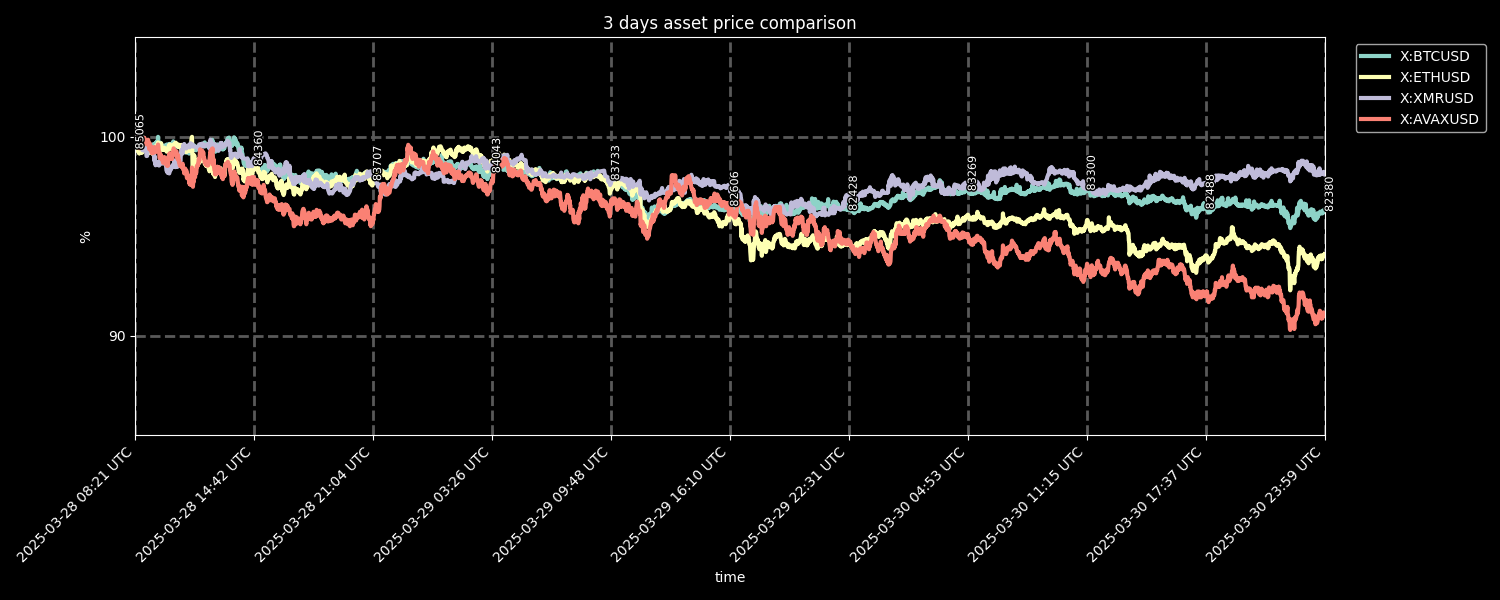 3 days asset price comparison
X:BTCUSD
X:ETHUSD
X:XMRUSD
X:AVAXUSD
%
100
90
85065
84360
83707
84043
83733
82606
82428
83269
83300
82488
82380
2025-03-28 08:21 UTC
2025-03-28 14:42 UTC
2025-03-28 21:04 UTC
2025-03-29 03:26 UTC
2025-03-29 09:48 UTC
2025-03-29 16:10 UTC
2025-03-29 22:31 UTC
2025-03-30 04:53 UTC
2025-03-30 11:15 UTC
2025-03-30 17:37 UTC
2025-03-30 23:59 UTC
time